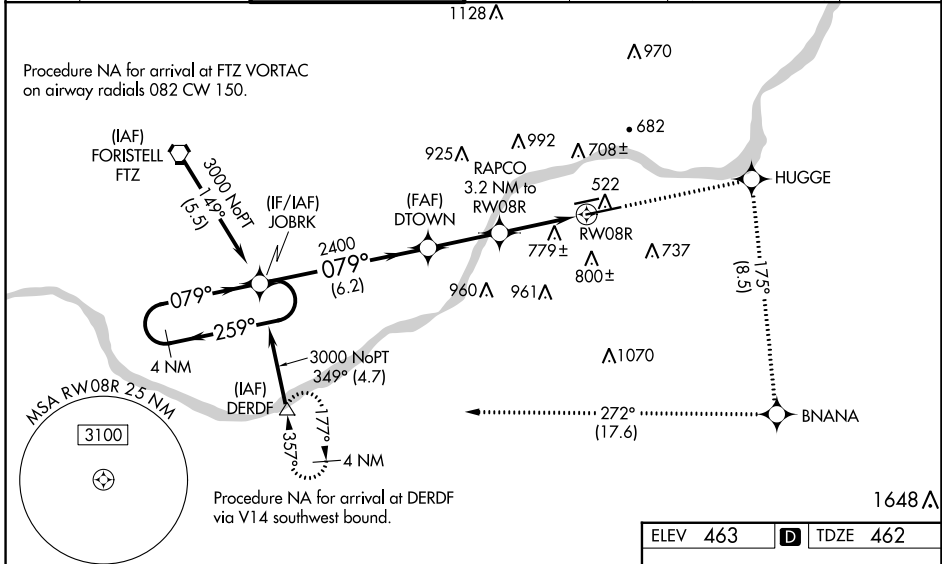 1128
970
Procedure NA for arrival at FTZ VORTAC
on airway radials 082 CW 150.
682
(IAF)
FORISTELL
FTZ
992
925
708±
RAPCO
3.2 NM to
RW08R
3000 NoPT
149°
(5.5)
(IF/IAF)
JOBRK
(FAF)
DTOWN
522
HUGGE
RW08R
2400
079°
(6.2)
779±
737
800±
175°
(8.5)
079°
960
961
259°
4 NM
3000 NoPT
349° (4.7)
1070
(IAF)
DERDF
MSA RW08R 25 NM
3100
177°
357°
4 NM
272°
(17.6)
BNANA
Procedure NA for arrival at DERDF
via V14 southwest bound.
1648
ELEV 463 D TDZE 462